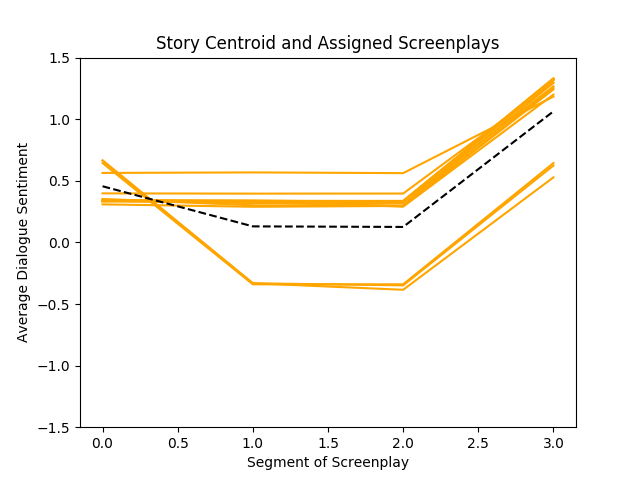 Story Centroid and Assigned Screenplays
1.5
1.0
0.5
0.0
−0.5
−1.0
−1.5
Average Dialogue Sentiment
0.0 0.5 1.0 1.5 2.0 2.5 3.0
Segment of Screenplay